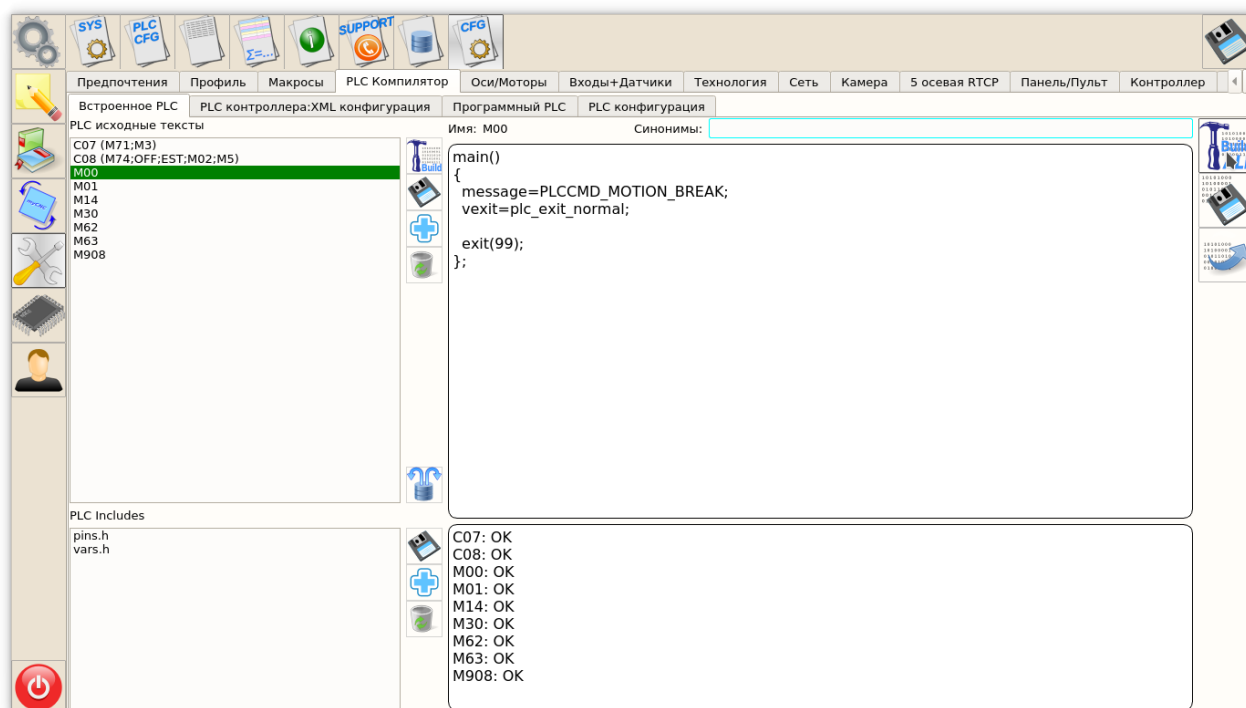 SYS
PLC CFG
Σ=...
i
SUPPORT
CFG
Предпочтения Профиль Макросы PLC Компилятор Оси/Моторы Входы+Датчики Технология Сеть Камера 5 осевая RTCP Панель/Пульт Контроллер
Встроенное PLC PLC контроллера:XML конфигурация Программный PLC PLC конфигурация
PLC исходные тексты
C07 (M71;M3)
C08 (M74;OFF;EST;M02;M5)
M00
M01
M14
M30
M62
M63
M908
Build
Имя: M00 Синонимы:
main()
{
message=PLCCMD_MOTION_BREAK;
vexit=plc_exit_normal;
exit(99);
};
Build
PLC Includes
pins.h
vars.h
C07: OK
C08: OK
M00: OK
M01: OK
M14: OK
M30: OK
M62: OK
M63: OK
M908: OK
myCNC